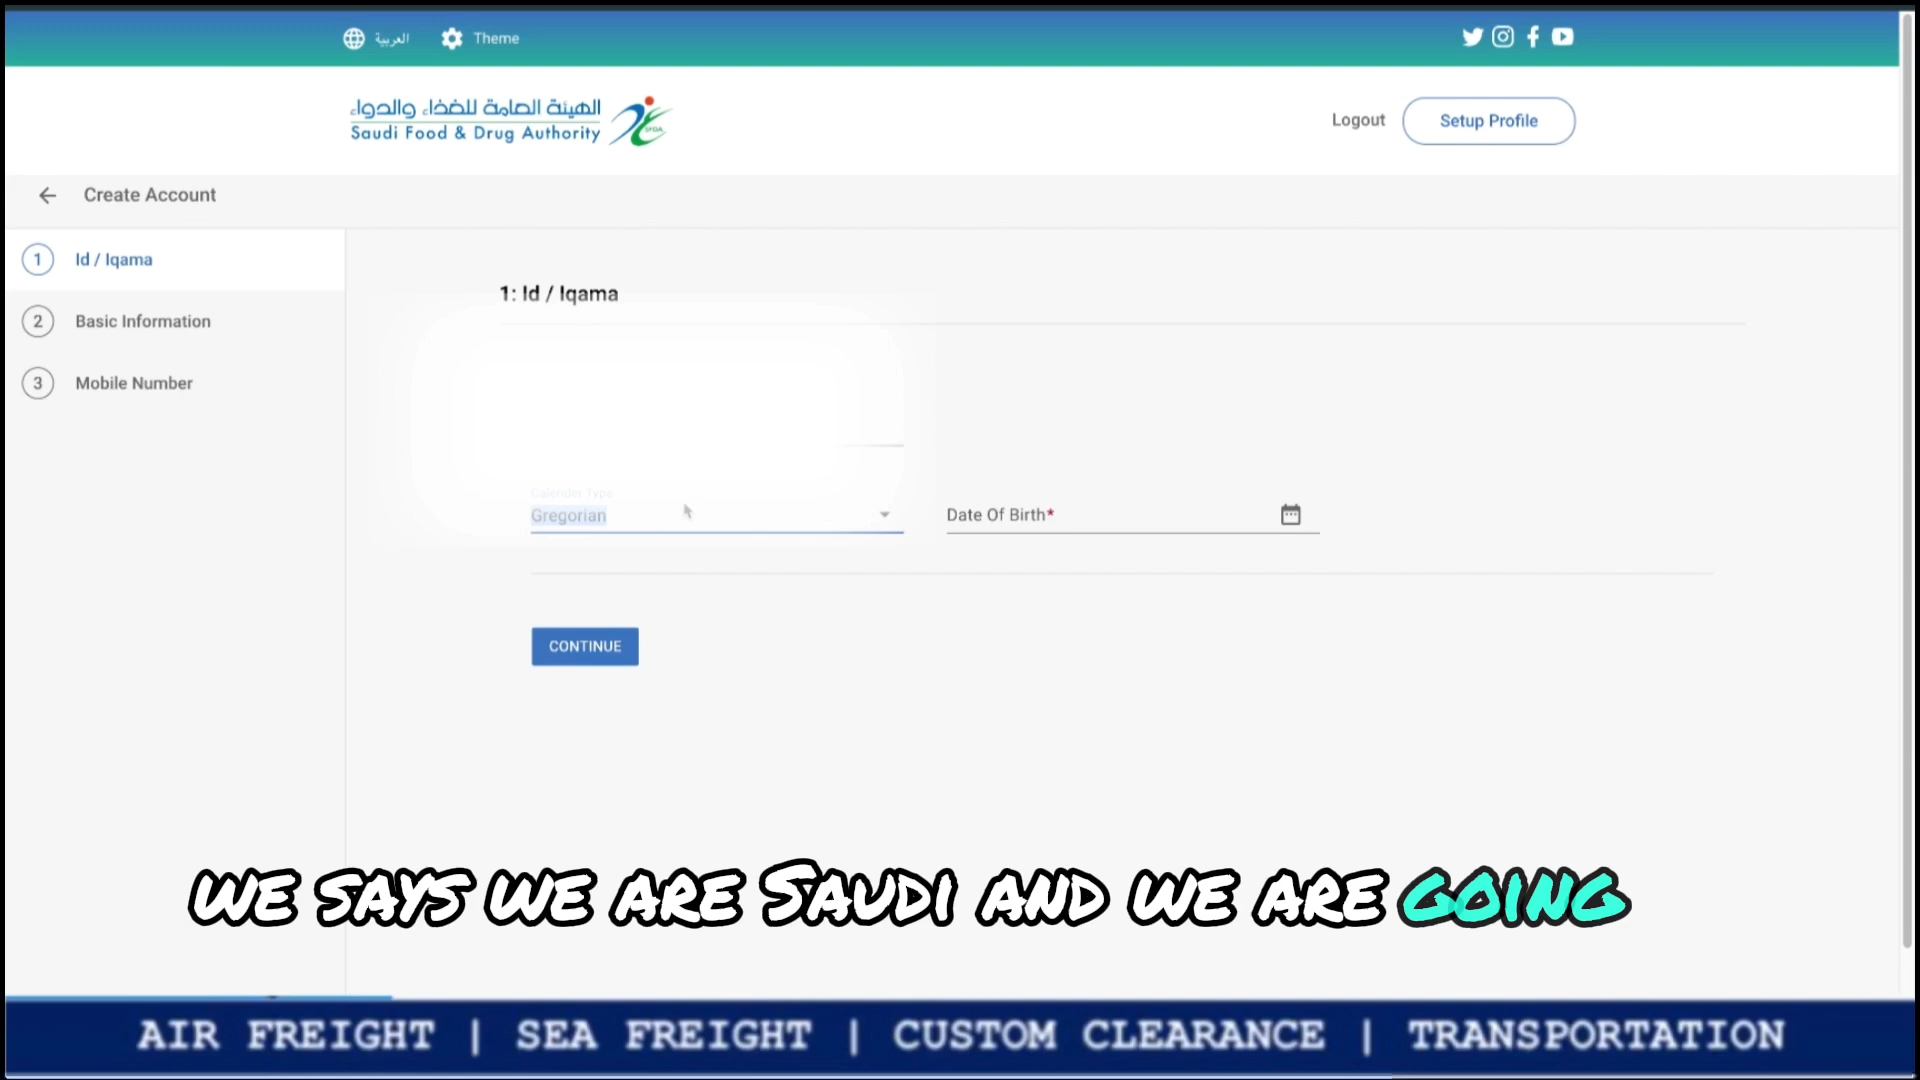 العربية Theme
الهيئة العامة للغذاء والدواء
Saudi Food & Drug Authority
SFDA
Logout Setup Profile
Create Account
1 Id / Iqama
2 Basic Information
3 Mobile Number
1: Id / Iqama
Calender Type
Gregorian
Date Of Birth*
CONTINUE
WE SAYS WE ARE SAUDI AND WE ARE GOING
AIR FREIGHT | SEA FREIGHT | CUSTOM CLEARANCE | TRANSPORTATION